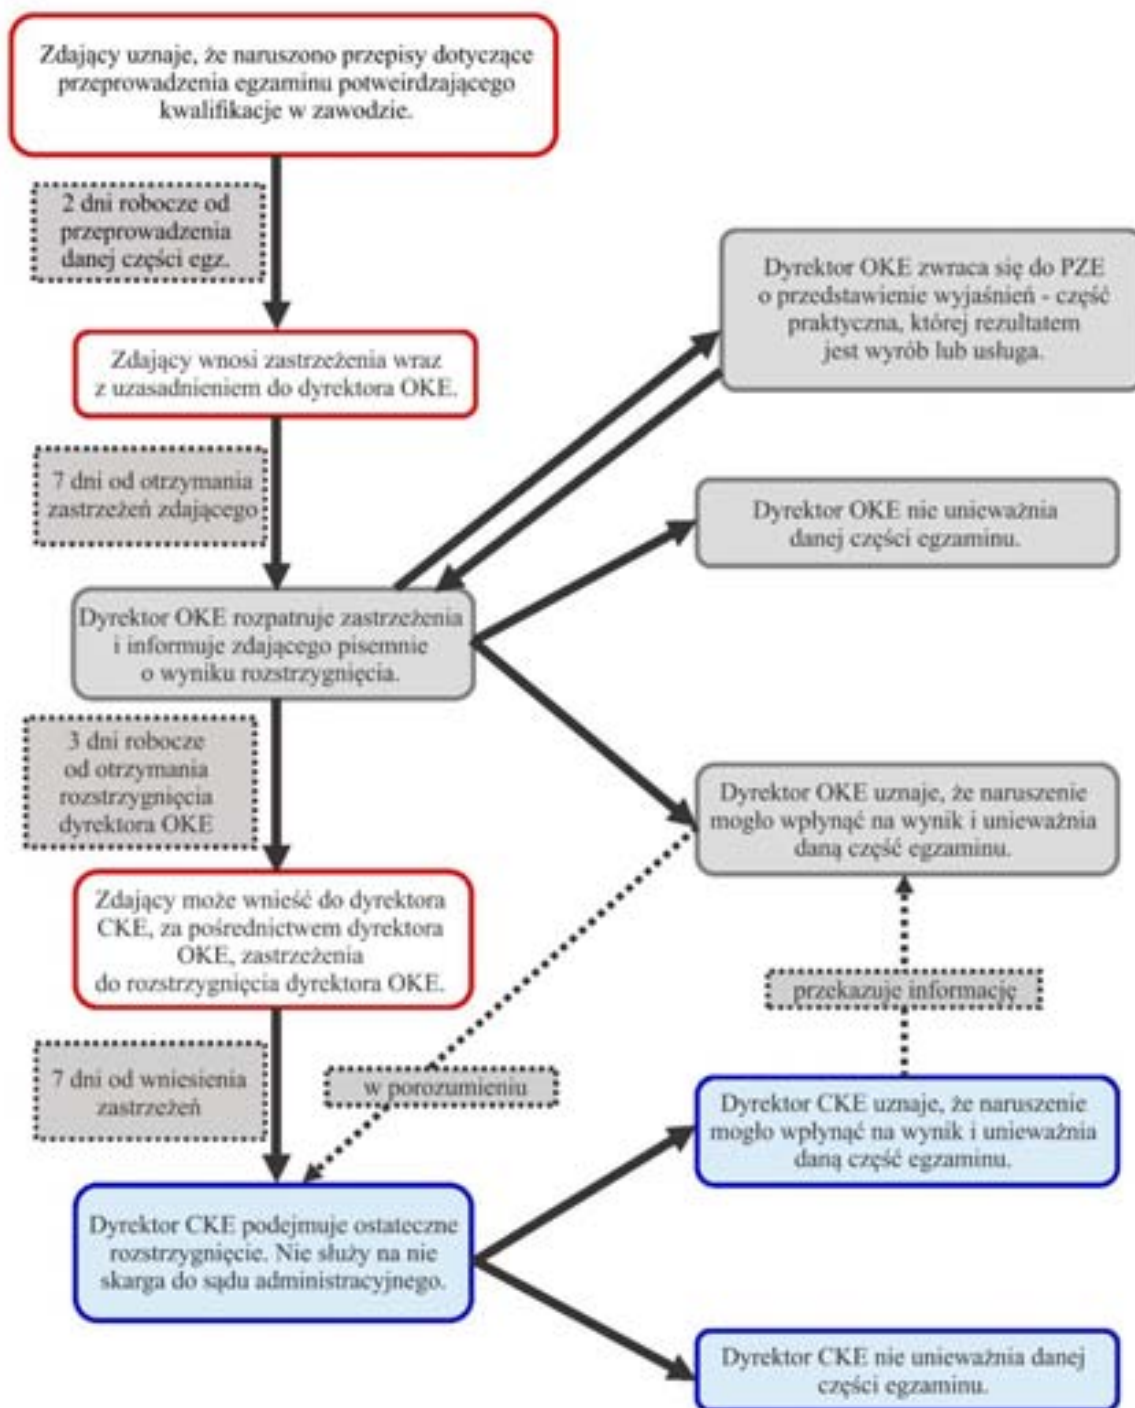 Zdający uznaje, że naruszono przepisy dotyczące
przeprowadzenia egzaminu potweirdzającego
kwalifikacje w zawodzie.
2 dni robocze od
przeprowadzenia
danej części egz.
Dyrektor OKE zwraca się do PZE
o przedstawienie wyjaśnień - część
praktyczna, której rezultatem
jest wyrób lub usługa.
Zdający wnosi zastrzeżenia wraz
z uzasadnieniem do dyrektora OKE.
7 dni od otrzymania
zastrzeżeń zdającego
Dyrektor OKE nie unieważnia
danej części egzaminu.
Dyrektor OKE rozpatruje zastrzeżenia
i informuje zdającego pisemnie
o wyniku rozstrzygnięcia.
3 dni robocze
od otrzymania
rozstrzygnięcia
dyrektora OKE
Dyrektor OKE uznaje, że naruszenie
mogło wpłynąć na wynik i unieważnia
daną część egzaminu.
Zdający może wnieść do dyrektora
CKE, za pośrednictwem dyrektora
OKE, zastrzeżenia
do rozstrzygnięcia dyrektora OKE.
przekazuje informację
7 dni od wniesienia
zastrzeżeń
w porozumieniu
Dyrektor CKE uznaje, że naruszenie
mogło wpłynąć na wynik i unieważnia
daną część egzaminu.
Dyrektor CKE podejmuje ostateczne
rozstrzygnięcie. Nie służy na nie
skarga do sądu administracyjnego.
Dyrektor CKE nie unieważnia danej
części egzaminu.